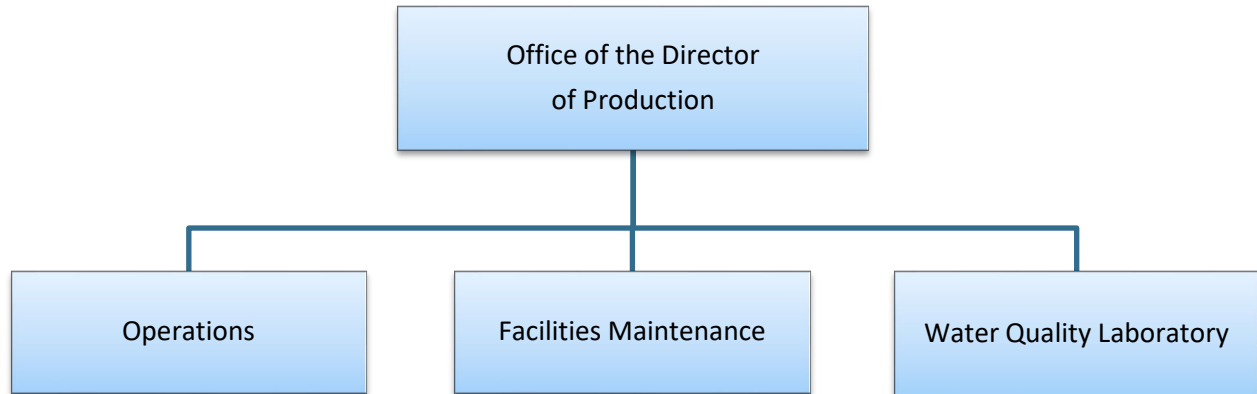 Office of the Director
of Production
Operations
Facilities Maintenance
Water Quality Laboratory